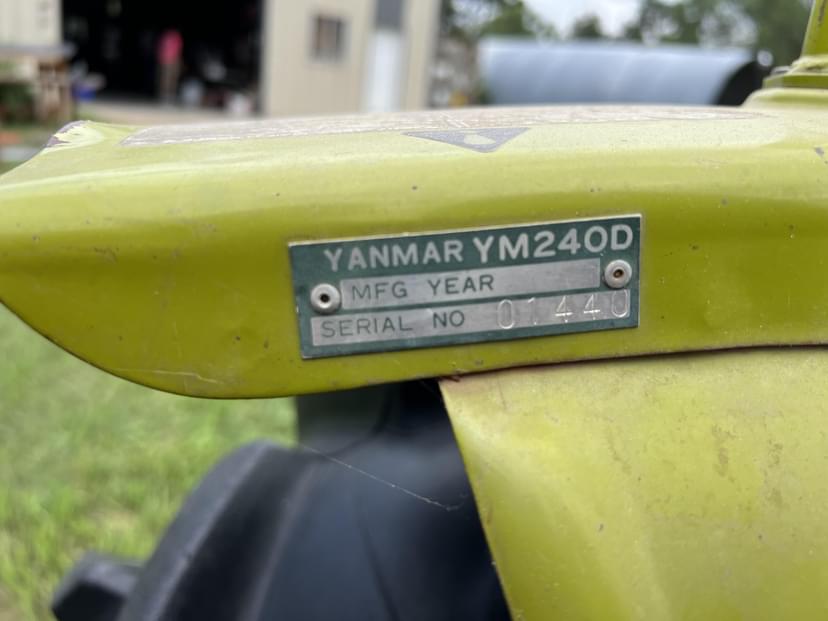 YANMAR YM240D
MFG YEAR
SERIAL NO 01440